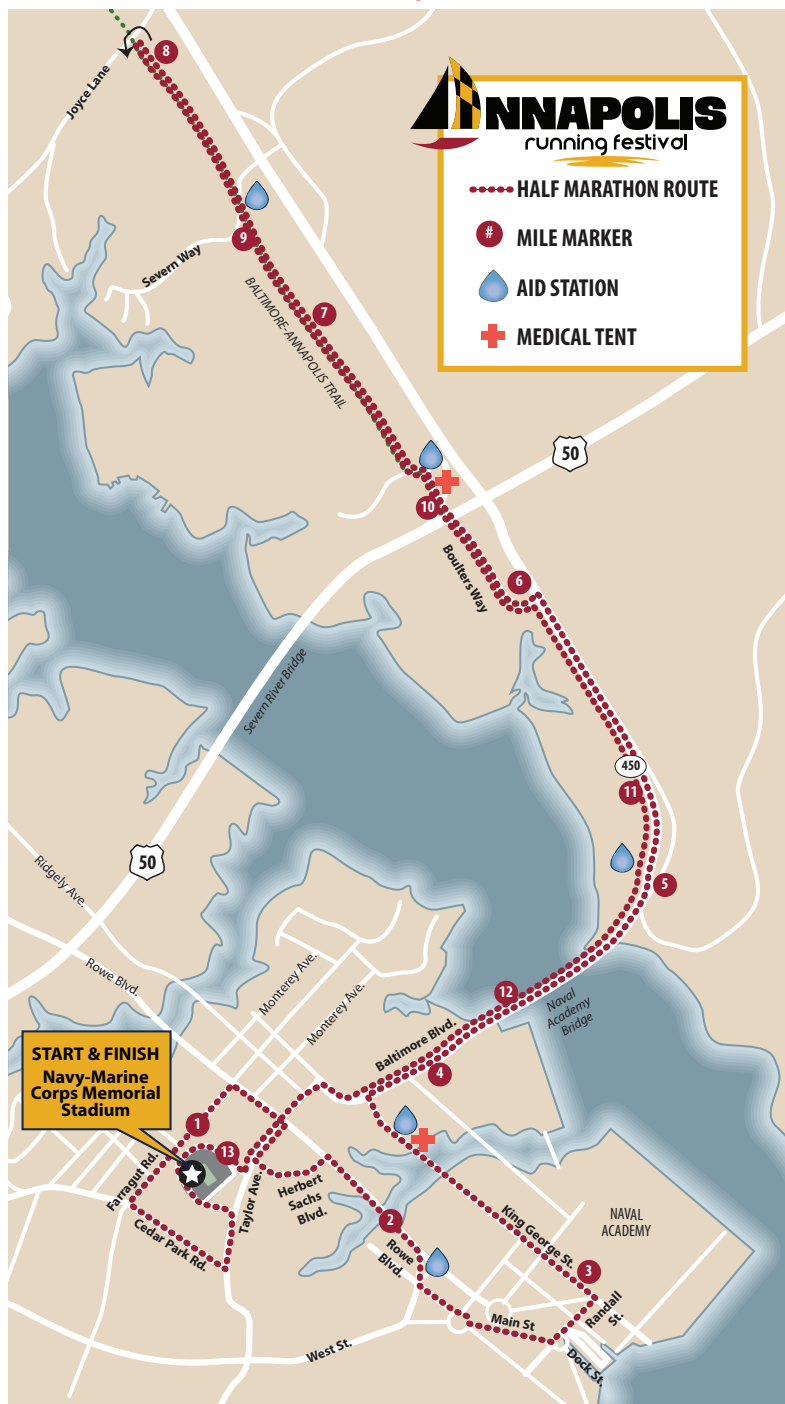 ANNAPOLIS
running festival
HALF MARATHON ROUTE
# MILE MARKER
AID STATION
MEDICAL TENT
8
Joyce Lane
9
Severn Way
7
BALTIMORE-ANNAPOLIS TRAIL
50
10
Boulters Way
6
Severn River Bridge
450
11
50
5
Ridgely Ave.
Rowe Blvd.
Monterey Ave.
Monterey Ave.
12
Naval
Academy
Bridge
Baltimore Blvd.
4
START & FINISH
Navy-Marine
Corps Memorial
Stadium
1
13
Farragut Rd.
Cedar Park Rd.
Taylor Ave.
Herbert
Sachs
Blvd.
2
Rowe
Blvd.
King George St.
NAVAL
ACADEMY
3
Randall
St.
Main St
Dock St.
West St.